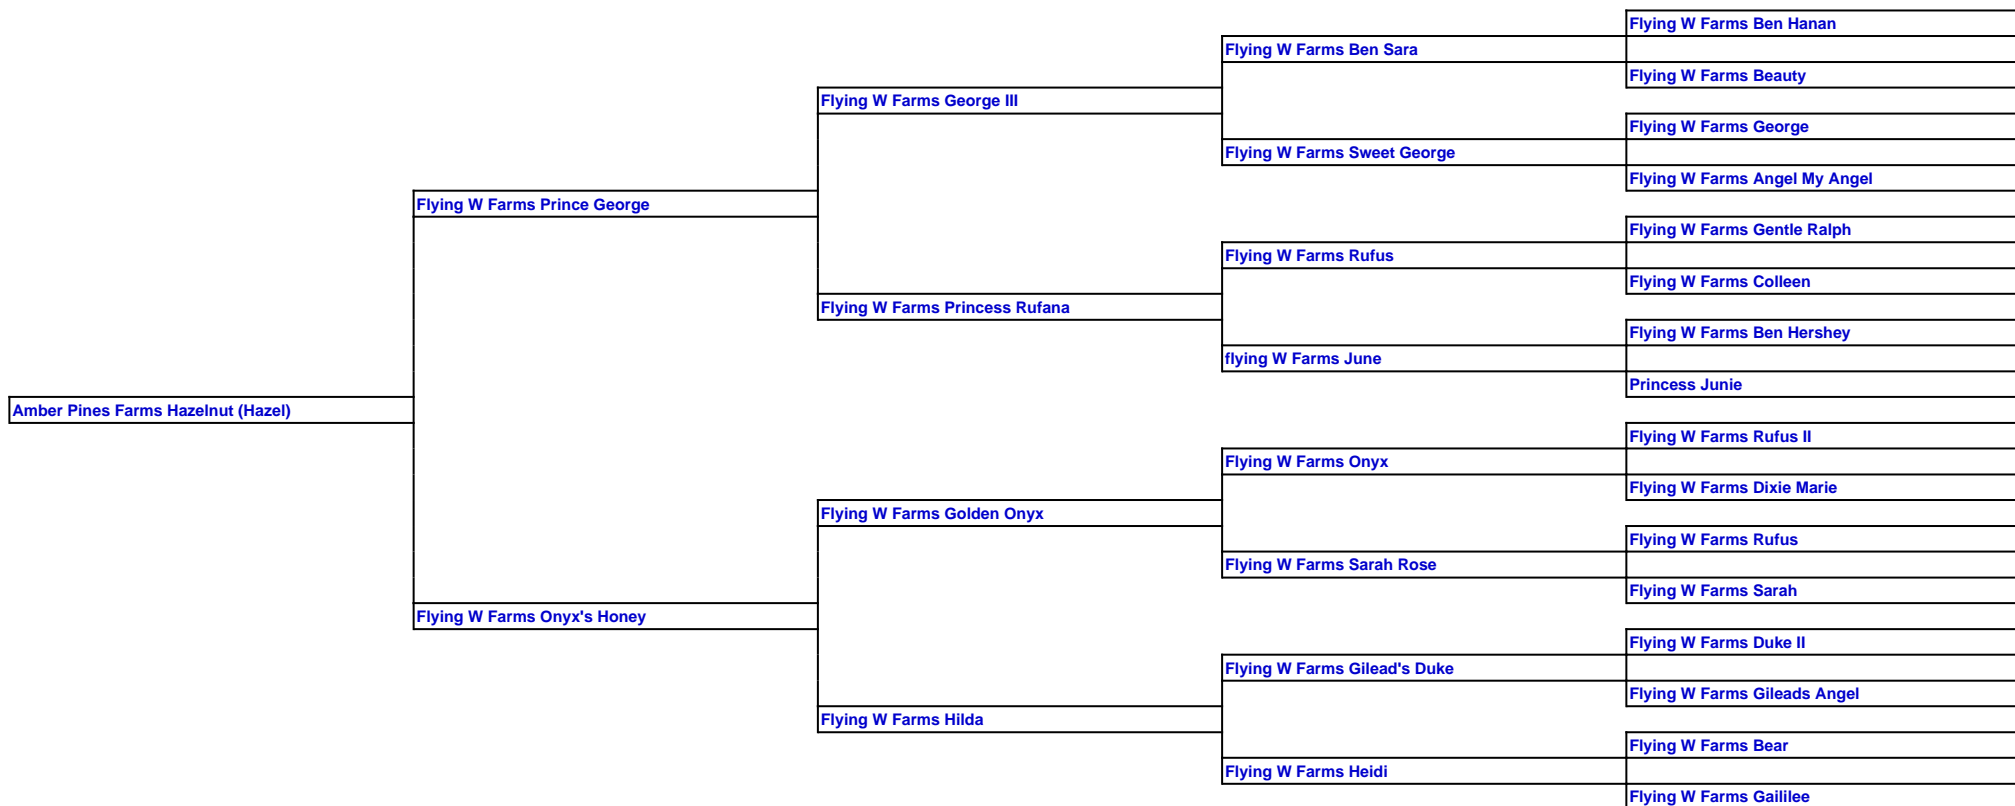 Flying W Farms Ben Hanan
Flying W Farms Ben Sara
Flying W Farms Beauty
Flying W Farms George III
Flying W Farms George
Flying W Farms Sweet George
Flying W Farms Angel My Angel
Flying W Farms Prince George
Flying W Farms Gentle Ralph
Flying W Farms Rufus
Flying W Farms Colleen
Flying W Farms Princess Rufana
Flying W Farms Ben Hershey
flying W Farms June
Princess Junie
Amber Pines Farms Hazelnut (Hazel)
Flying W Farms Rufus II
Flying W Farms Onyx
Flying W Farms Dixie Marie
Flying W Farms Golden Onyx
Flying W Farms Rufus
Flying W Farms Sarah Rose
Flying W Farms Sarah
Flying W Farms Onyx's Honey
Flying W Farms Duke II
Flying W Farms Gilead's Duke
Flying W Farms Gileads Angel
Flying W Farms Hilda
Flying W Farms Bear
Flying W Farms Heidi
Flying W Farms Gaililee